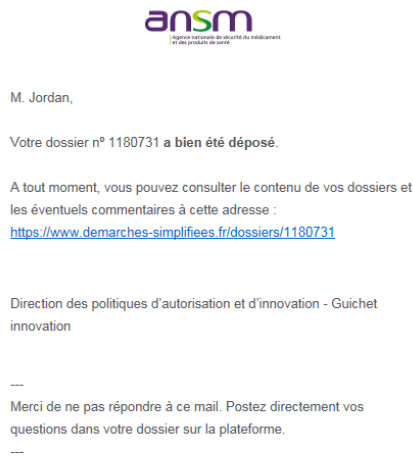 ansm
Agence nationale de sécurité du médicament
et des produits de santé
M. Jordan,
Votre dossier nº 1180731 a bien été déposé.
A tout moment, vous pouvez consulter le contenu de vos dossiers et
les éventuels commentaires à cette adresse :
https://www.demarches-simplifiees.fr/dossiers/1180731
Direction des politiques d'autorisation et d'innovation - Guichet
innovation
---
Merci de ne pas répondre à ce mail. Postez directement vos
questions dans votre dossier sur la plateforme.
---